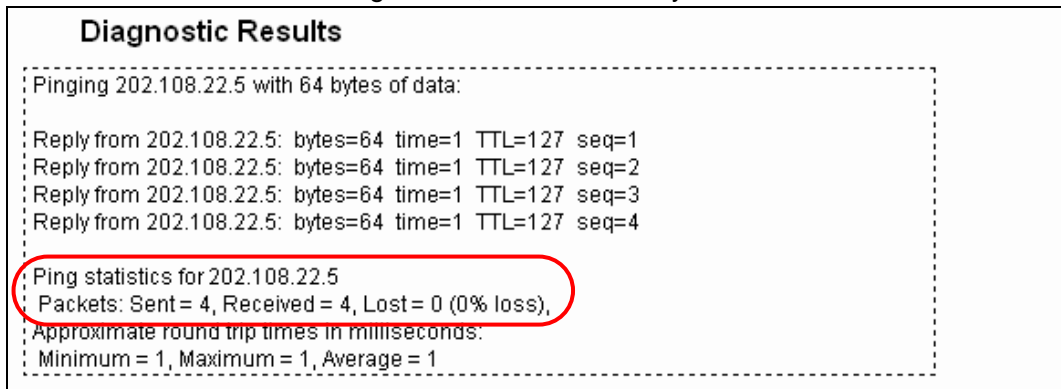 Diagnostic Results
Pinging 202.108.22.5 with 64 bytes of data:
Reply from 202.108.22.5: bytes=64 time=1 TTL=127 seq=1
Reply from 202.108.22.5: bytes=64 time=1 TTL=127 seq=2
Reply from 202.108.22.5: bytes=64 time=1 TTL=127 seq=3
Reply from 202.108.22.5: bytes=64 time=1 TTL=127 seq=4
Ping statistics for 202.108.22.5
Packets: Sent = 4, Received = 4, Lost = 0 (0% loss),
Approximate round trip times in milliseconds:
Minimum = 1, Maximum = 1, Average = 1